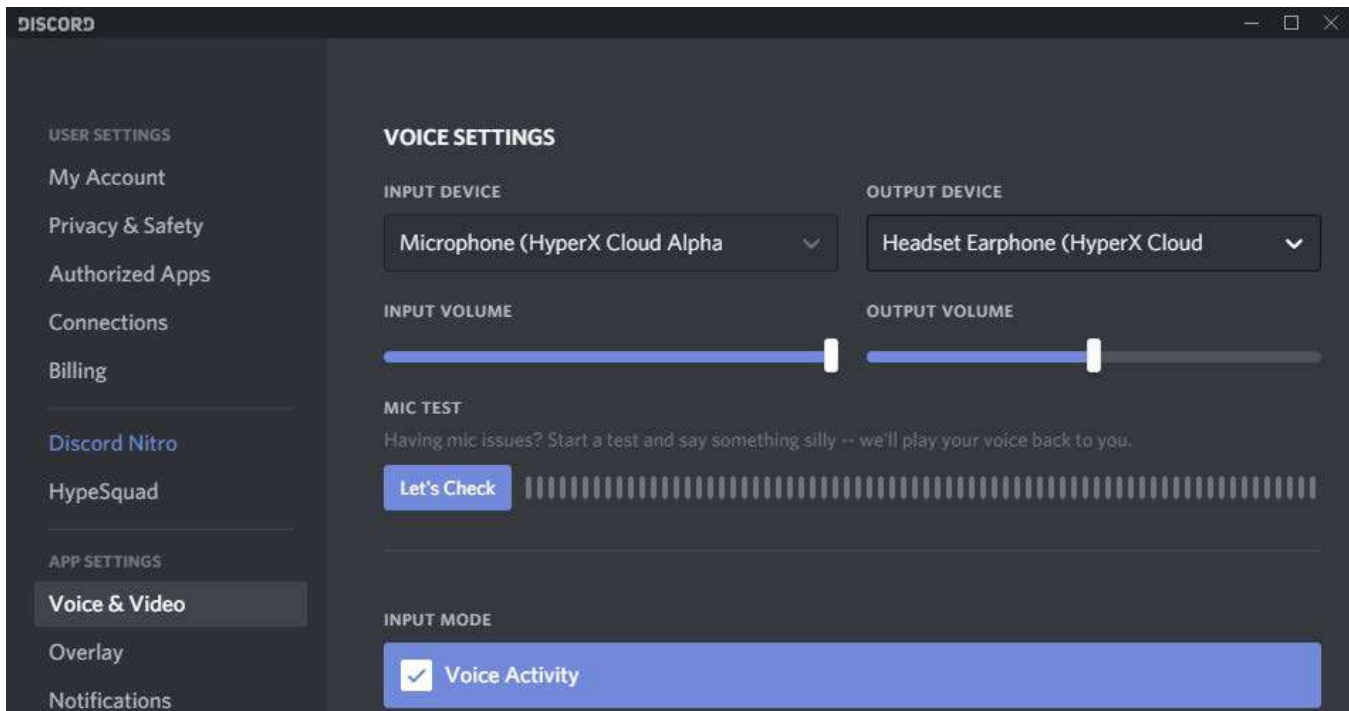 DISCORD
USER SETTINGS
My Account
Privacy & Safety
Authorized Apps
Connections
Billing
Discord Nitro
HypeSquad
APP SETTINGS
Voice & Video
Overlay
Notifications
VOICE SETTINGS
INPUT DEVICE
Microphone (HyperX Cloud Alpha
OUTPUT DEVICE
Headset Earphone (HyperX Cloud
INPUT VOLUME
OUTPUT VOLUME
MIC TEST
Having mic issues? Start a test and say something silly -- we'll play your voice back to you.
Let's Check
INPUT MODE
Voice Activity